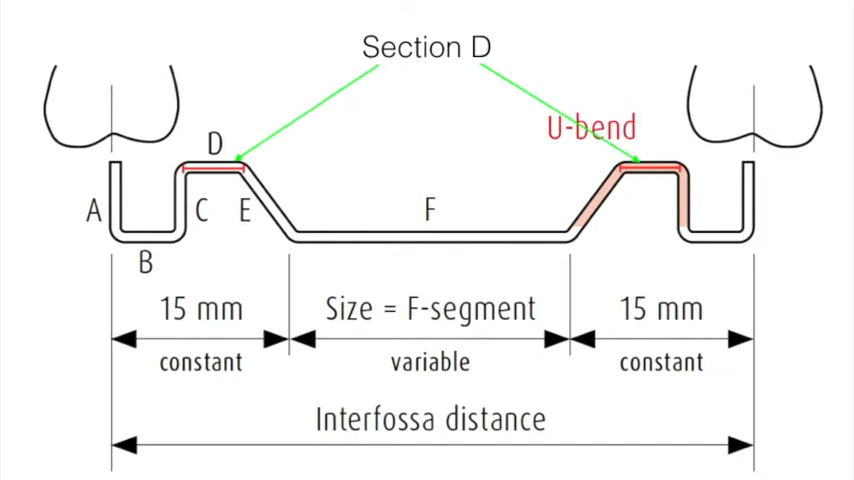 Section D
U-bend
D
A
C
E
F
B
15 mm
Size = F-segment
15 mm
constant
variable
constant
Interfossa distance